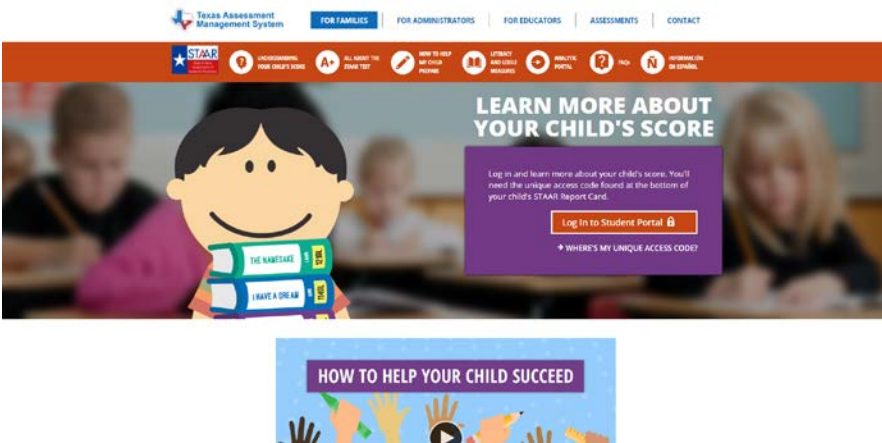 Texas Assessment
Management System
FOR FAMILIES
FOR ADMINISTRATORS
FOR EDUCATORS
ASSESSMENTS
CONTACT
STAAR
UNDERSTANDING
YOUR CHILD'S SCORE
A+
ALL ABOUT THE
STAAR TEST
HOW TO HELP
MY CHILD
PREPARE
LITERACY
AND LEXILE
MEASURES
ANALYTIC
PORTAL
?
FAQs
Ñ
INFORMACIÓN
EN ESPAÑOL
LEARN MORE ABOUT
YOUR CHILD'S SCORE
Log in and learn more about your child's score. You'll
need the unique access code found at the bottom of
your child's STAAR Report Card.
Log In to Student Portal
WHERE'S MY UNIQUE ACCESS CODE?
THE NAMESAKE
1210L
I HAVE A DREAM
1140L
HOW TO HELP YOUR CHILD SUCCEED